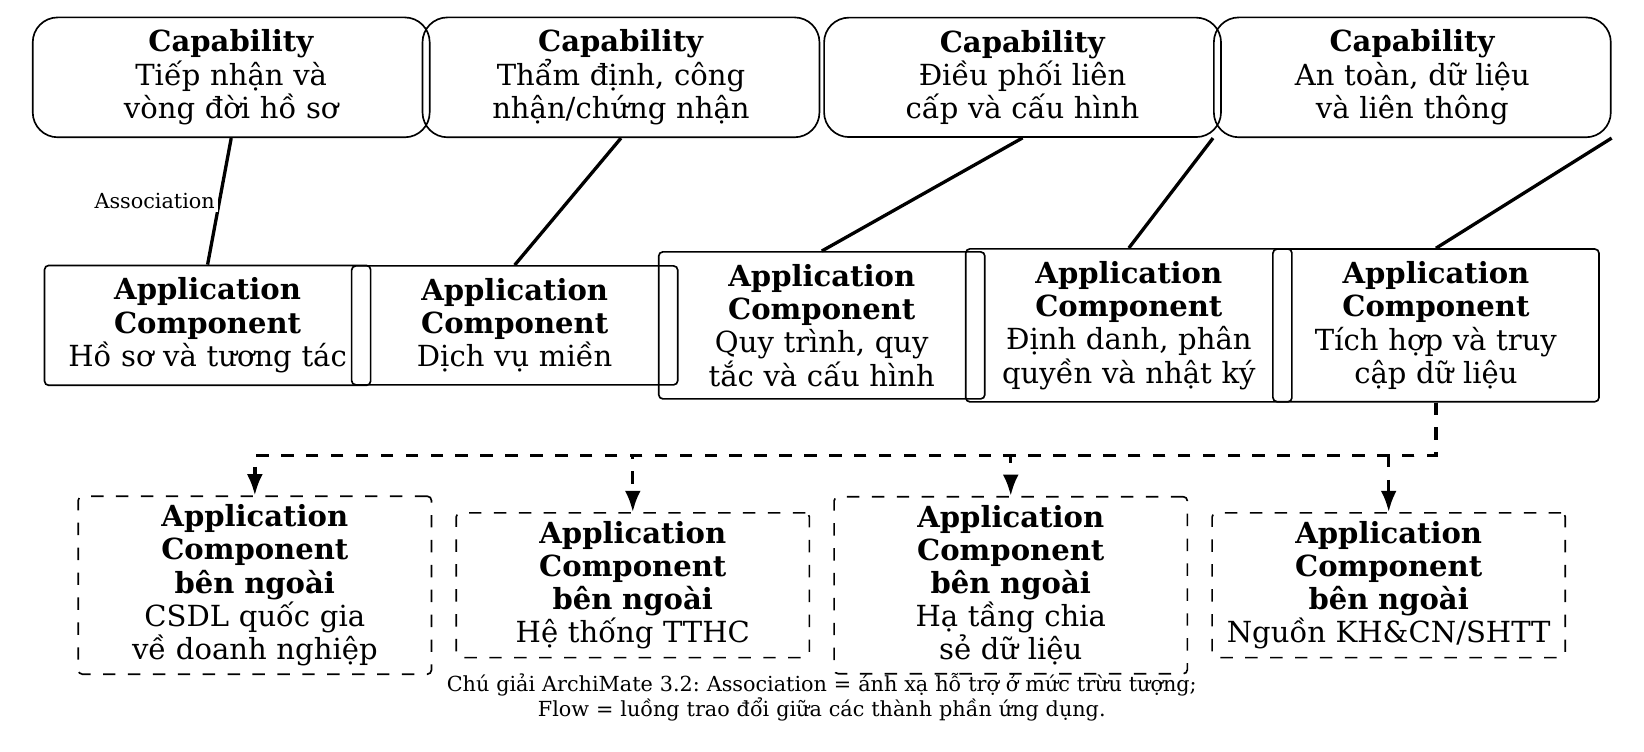 Capability
Tiếp nhận và
vòng đời hồ sơ
Capability
Thẩm định, công
nhận/chứng nhận
Capability
Điều phối liên
cấp và cấu hình
Capability
An toàn, dữ liệu
và liên thông
Association
Application
Component
Hồ sơ và tương tác
Application
Component
Dịch vụ miền
Application
Component
Quy trình, quy
tắc và cấu hình
Application
Component
Định danh, phân
quyền và nhật ký
Application
Component
Tích hợp và truy
cập dữ liệu
Application
Component
bên ngoài
CSDL quốc gia
về doanh nghiệp
Application
Component
bên ngoài
Hệ thống TTHC
Application
Component
bên ngoài
Hạ tầng chia
sẻ dữ liệu
Application
Component
bên ngoài
Nguồn KH&CN/SHTT
Chú giải ArchiMate 3.2: Association = ánh xạ hỗ trợ ở mức trừu tượng;
Flow = luồng trao đổi giữa các thành phần ứng dụng.